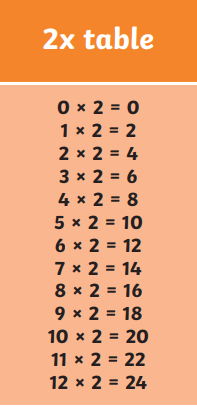 2x table
0 × 2 = 0
1 × 2 = 2
2 × 2 = 4
3 × 2 = 6
4 × 2 = 8
5 × 2 = 10
6 × 2 = 12
7 × 2 = 14
8 × 2 = 16
9 × 2 = 18
10 × 2 = 20
11 × 2 = 22
12 × 2 = 24